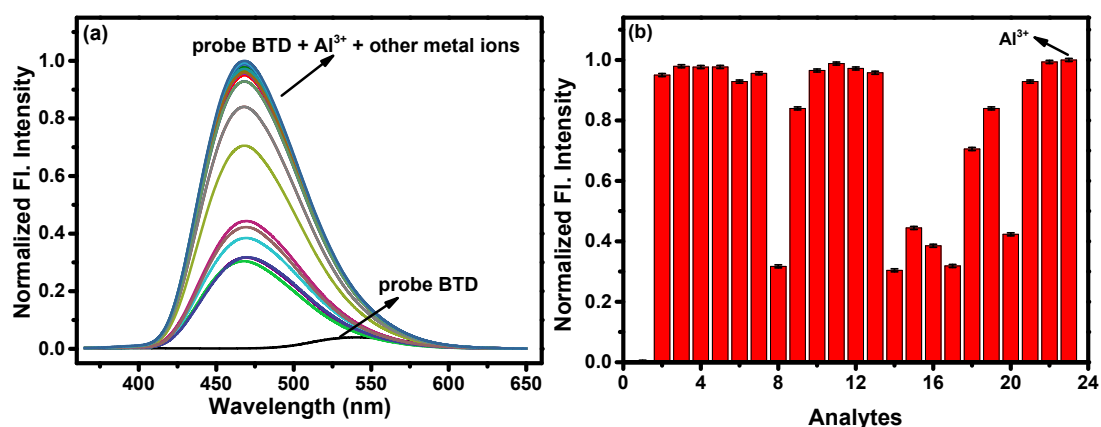 (a)
probe BTD + Al³⁺ + other metal ions
probe BTD
Normalized Fl. Intensity
1.0
0.8
0.6
0.4
0.2
0.0
400 450 500 550 600 650
Wavelength (nm)
(b)
Al³⁺
Normalized Fl. Intensity
1.0
0.8
0.6
0.4
0.2
0.0
0 4 8 12 16 20 24
Analytes